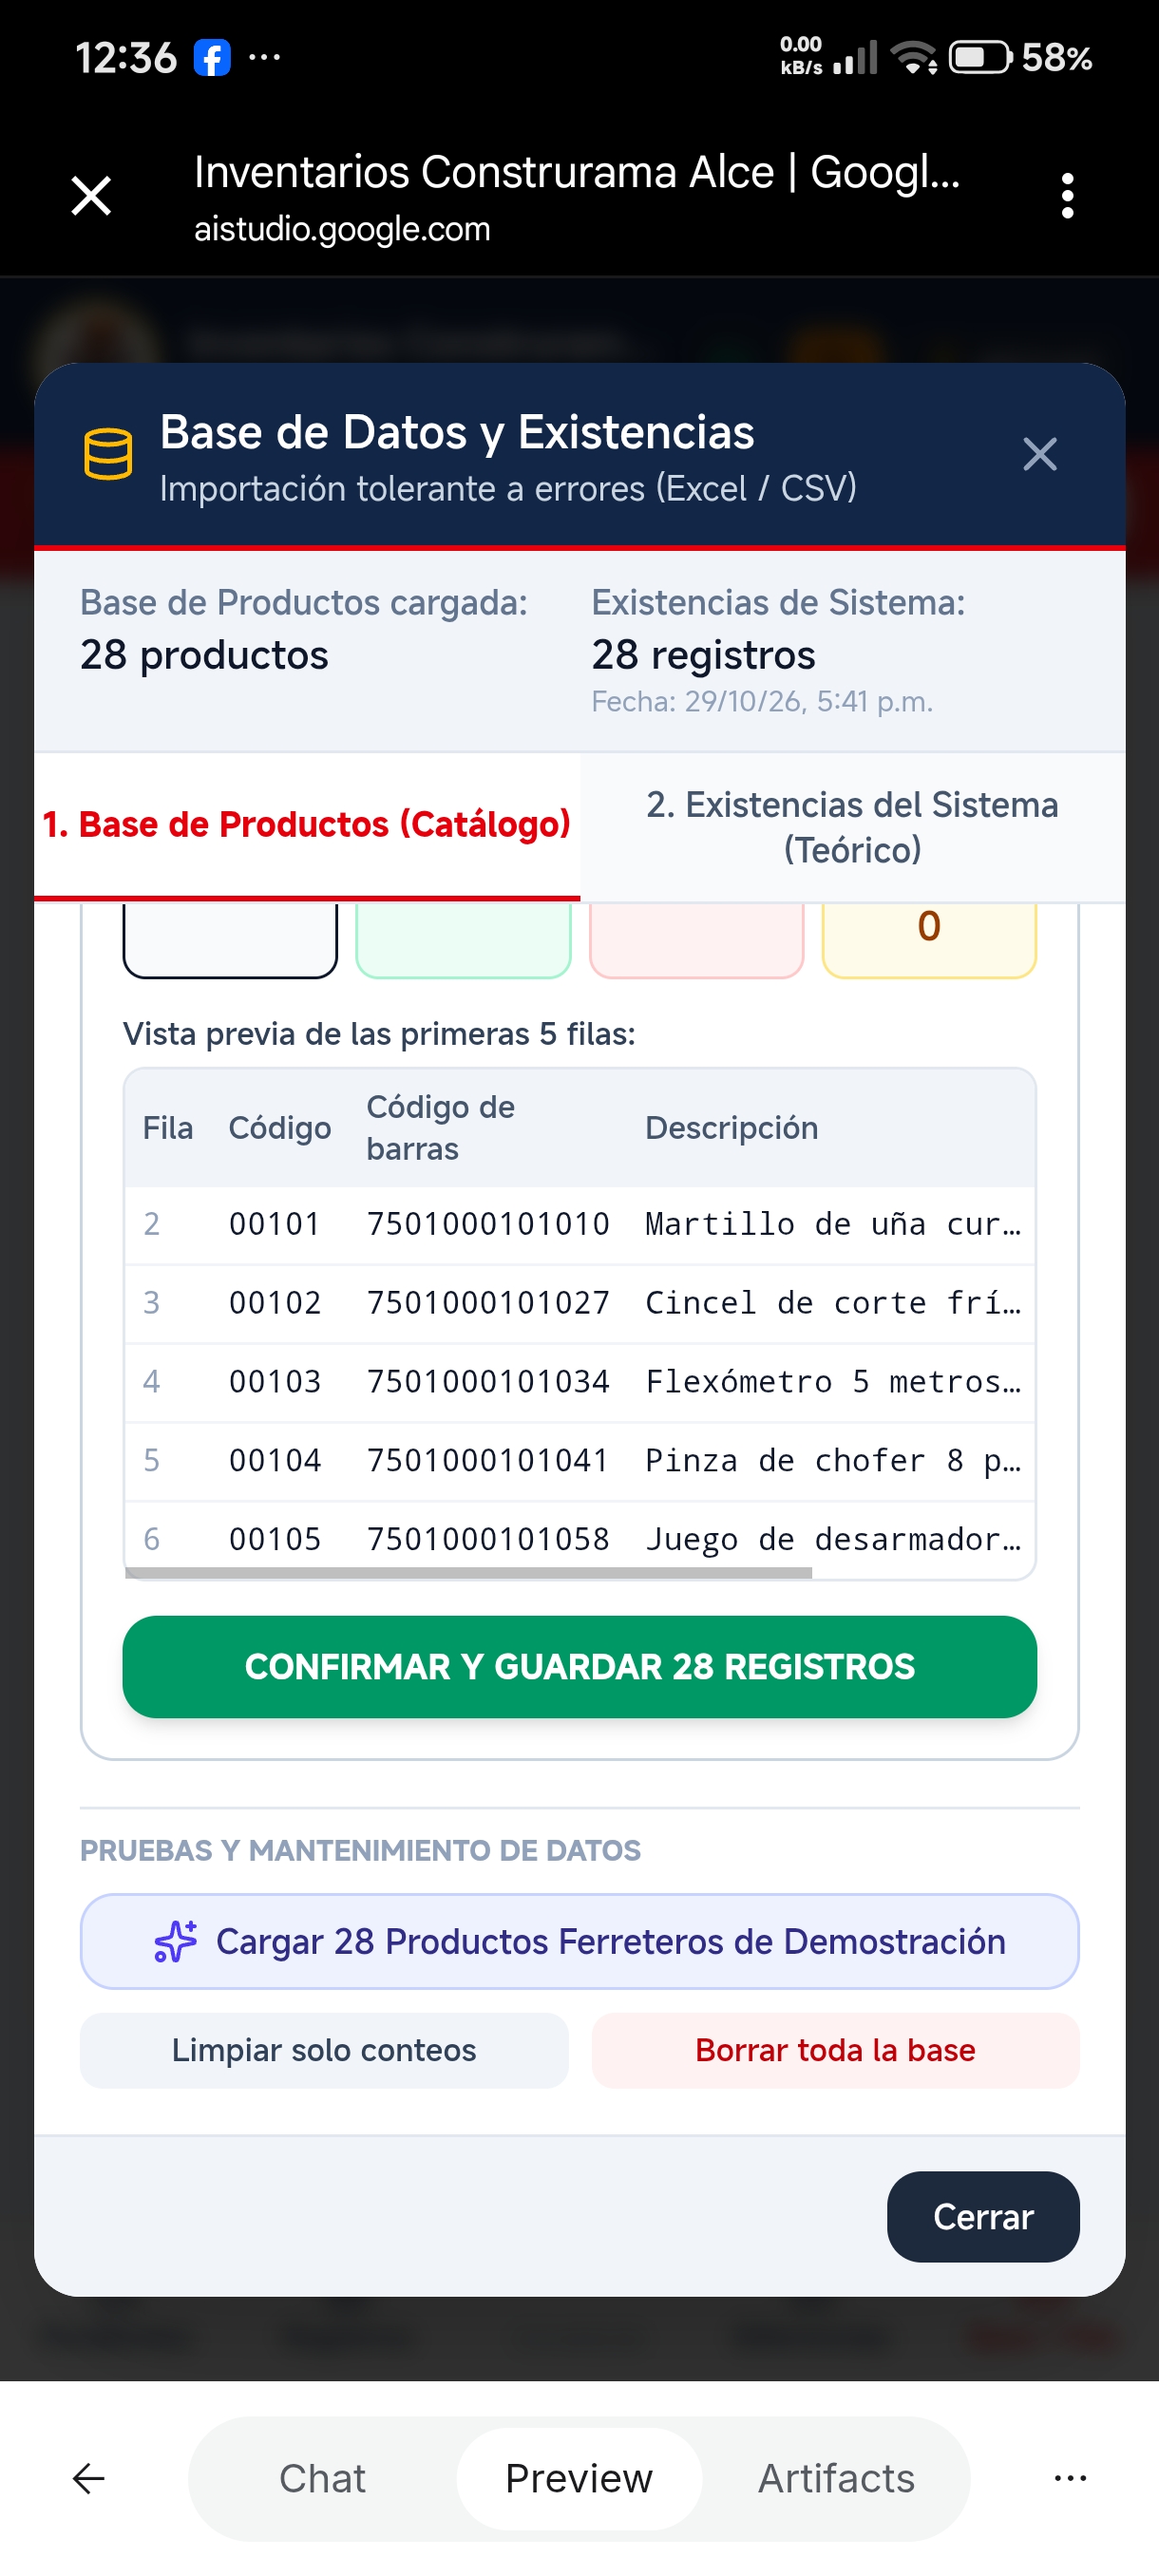 12:36 ...
0.00
kB/s
58%
Inventarios Construrama Alce | Googl...
aistudio.google.com
Base de Datos y Existencias
Importación tolerante a errores (Excel / CSV)
Base de Productos cargada:
28 productos
Existencias de Sistema:
28 registros
Fecha: 29/10/26, 5:41 p.m.
1. Base de Productos (Catálogo)
2. Existencias del Sistema
(Teórico)
0
Vista previa de las primeras 5 filas:
Fila Código Código de barras Descripción
2 00101 7501000101010 Martillo de uña cur...
3 00102 7501000101027 Cincel de corte frí...
4 00103 7501000101034 Flexómetro 5 metros...
5 00104 7501000101041 Pinza de chofer 8 p...
6 00105 7501000101058 Juego de desarmador...
CONFIRMAR Y GUARDAR 28 REGISTROS
PRUEBAS Y MANTENIMIENTO DE DATOS
Cargar 28 Productos Ferreteros de Demostración
Limpiar solo conteos
Borrar toda la base
Cerrar
Chat Preview Artifacts ...